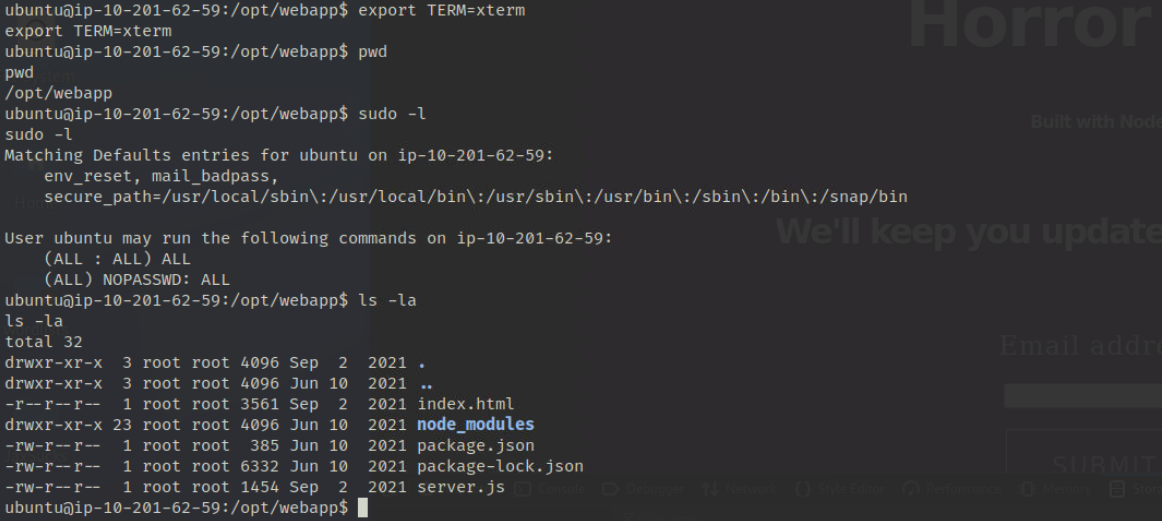 ubuntu@ip-10-201-62-59:/opt/webapp$ export TERM=xterm
export TERM=xterm
ubuntu@ip-10-201-62-59:/opt/webapp$ pwd
pwd
/opt/webapp
ubuntu@ip-10-201-62-59:/opt/webapp$ sudo -l
sudo -l
Matching Defaults entries for ubuntu on ip-10-201-62-59:
    env_reset, mail_badpass,
    secure_path=/usr/local/sbin\:/usr/local/bin\:/usr/sbin\:/usr/bin\:/sbin\:/bin\:/snap/bin
User ubuntu may run the following commands on ip-10-201-62-59:
    (ALL : ALL) ALL
    (ALL) NOPASSWD: ALL
ubuntu@ip-10-201-62-59:/opt/webapp$ ls -la
ls -la
total 32
drwxr-xr-x  3 root root 4096 Sep  2  2021 .
drwxr-xr-x  3 root root 4096 Jun 10  2021 ..
-r--r--r--  1 root root 3561 Sep  2  2021 index.html
drwxr-xr-x 23 root root 4096 Jun 10  2021 node_modules
-rw-r--r--  1 root root  385 Jun 10  2021 package.json
-rw-r--r--  1 root root 6332 Jun 10  2021 package-lock.json
-rw-r--r--  1 root root 1454 Sep  2  2021 server.js
ubuntu@ip-10-201-62-59:/opt/webapp$
Horror
Built with Node
We'll keep you update
Email addre
SUBMIT
Console Debugger Network Style Editor Performance Memory Stora